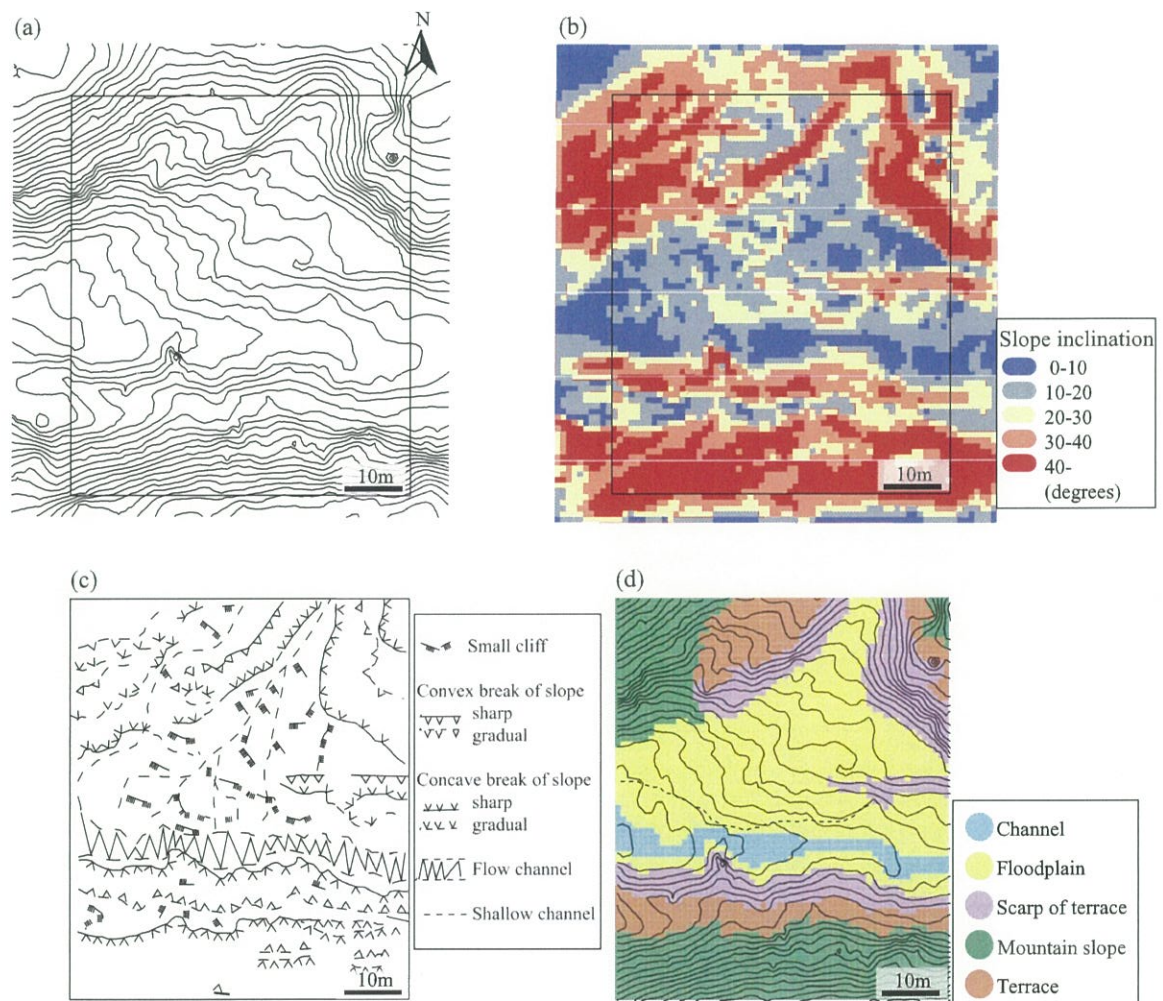 (a)
N
10m
(b)
Slope inclination
0-10
10-20
20-30
30-40
40-
(degrees)
10m
(c)
Small cliff
Convex break of slope
sharp
gradual
Concave break of slope
sharp
gradual
Flow channel
Shallow channel
10m
(d)
Channel
Floodplain
Scarp of terrace
Mountain slope
Terrace
10m